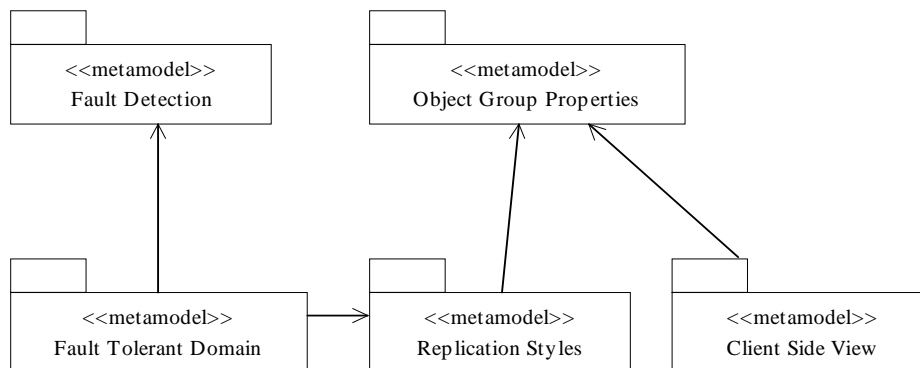 <<metamodel>>
Fault Detection
<<metamodel>>
Object Group Properties
<<metamodel>>
Fault Tolerant Domain
<<metamodel>>
Replication Styles
<<metamodel>>
Client Side View